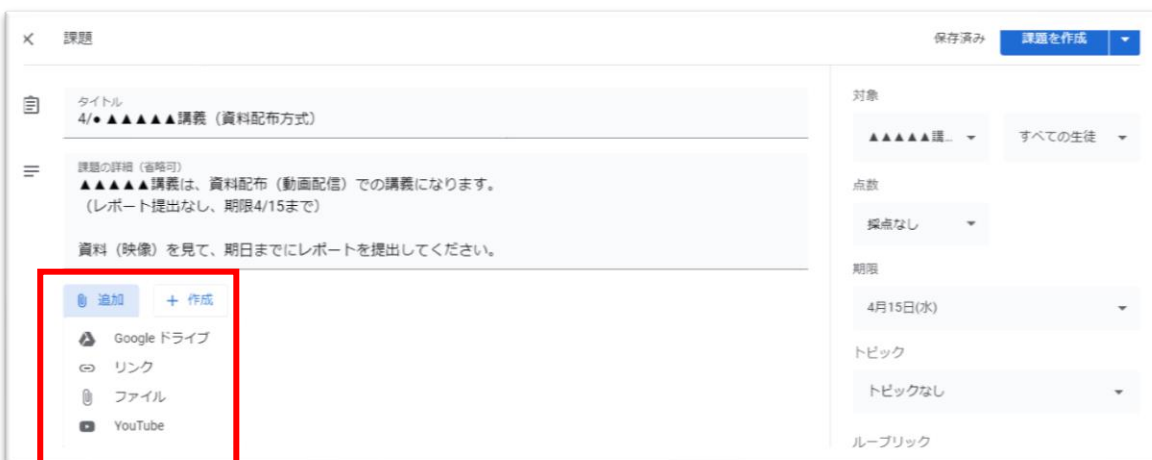 課題
保存済み
課題を作成
タイトル
4/● ▲▲▲▲▲講義（資料配布方式）
課題の詳細（省略可）
▲▲▲▲▲講義は、資料配布（動画配信）での講義になります。
（レポート提出なし、期限4/15まで）
資料（映像）を見て、期日までにレポートを提出してください。
追加
+ 作成
Google ドライブ
リンク
ファイル
YouTube
対象
▲▲▲▲▲講...
すべての生徒
点数
採点なし
期限
4月15日(水)
トピック
トピックなし
ルーブリック